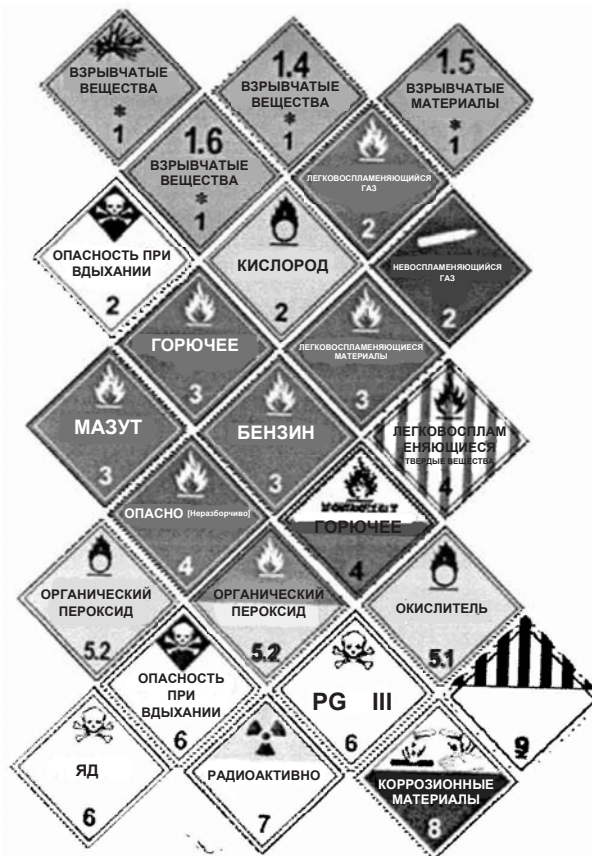 ВЗРЫВЧАТЫЕ
ВЕЩЕСТВА
*
1
1.4
ВЗРЫВЧАТЫЕ
ВЕЩЕСТВА
*
1
1.5
ВЗРЫВЧАТЫЕ
МАТЕРИАЛЫ
*
1
1.6
ВЗРЫВЧАТЫЕ
ВЕЩЕСТВА
*
1
ЛЕГКОВОСПЛАМЕНЯЮЩИЙСЯ
ГАЗ
2
ОПАСНОСТЬ ПРИ
ВДЫХАНИИ
2
КИСЛОРОД
2
НЕВОСПЛАМЕНЯЮЩИЙСЯ
ГАЗ
2
ГОРЮЧЕЕ
3
ЛЕГКОВОСПЛАМЕНЯЮЩИЕСЯ
МАТЕРИАЛЫ
3
МАЗУТ
3
БЕНЗИН
3
ЛЕГКОВОСПЛАМ
ЕНЯЮЩИЕСЯ
ТВЕРДЫЕ ВЕЩЕСТВА
4
ОПАСНО [Неразборчиво]
4
ГОРЮЧЕЕ
4
ОРГАНИЧЕСКИЙ
ПЕРОКСИД
5.2
ОРГАНИЧЕСКИЙ
ПЕРОКСИД
5.2
ОКИСЛИТЕЛЬ
5.1
ОПАСНОСТЬ
ПРИ
ВДЫХАНИИ
6
PG III
6
9
ЯД
6
РАДИОАКТИВНО
7
КОРРОЗИОННЫЕ
МАТЕРИАЛЫ
8